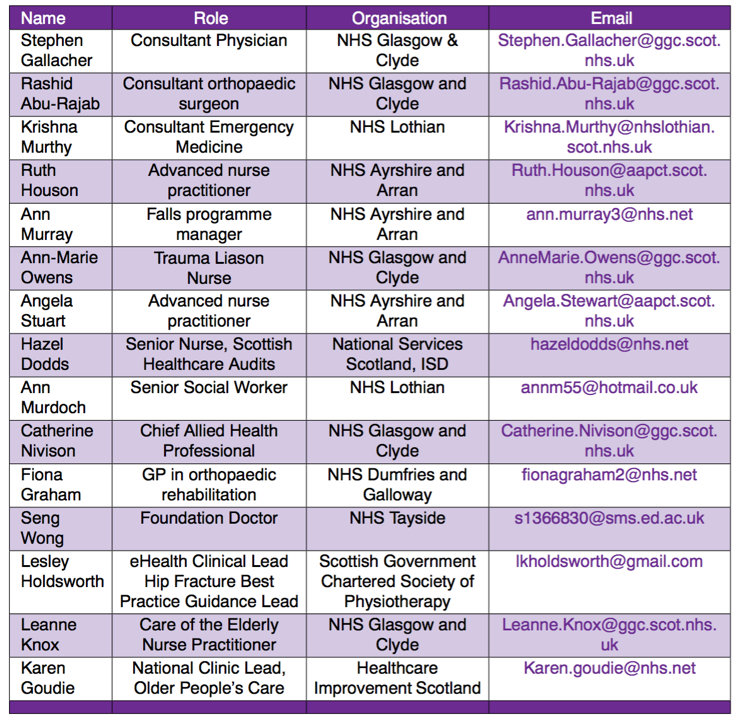 Name Role Organisation Email
Stephen Gallacher Consultant Physician NHS Glasgow & Clyde Stephen.Gallacher@ggc.scot.nhs.uk
Rashid Abu-Rajab Consultant orthopaedic surgeon NHS Glasgow and Clyde Rashid.Abu-Rajab@ggc.scot.nhs.uk
Krishna Murthy Consultant Emergency Medicine NHS Lothian Krishna.Murthy@nhslothian.scot.nhs.uk
Ruth Houson Advanced nurse practitioner NHS Ayrshire and Arran Ruth.Houson@aapct.scot.nhs.uk
Ann Murray Falls programme manager NHS Ayrshire and Arran ann.murray3@nhs.net
Ann-Marie Owens Trauma Liason Nurse NHS Glasgow and Clyde AnneMarie.Owens@ggc.scot.nhs.uk
Angela Stuart Advanced nurse practitioner NHS Ayrshire and Arran Angela.Stewart@aapct.scot.nhs.uk
Hazel Dodds Senior Nurse, Scottish Healthcare Audits National Services Scotland, ISD hazeldodds@nhs.net
Ann Murdoch Senior Social Worker NHS Lothian annm55@hotmail.co.uk
Catherine Nivison Chief Allied Health Professional NHS Glasgow and Clyde Catherine.Nivison@ggc.scot.nhs.uk
Fiona Graham GP in orthopaedic rehabilitation NHS Dumfries and Galloway fionagraham2@nhs.net
Seng Wong Foundation Doctor NHS Tayside s1366830@sms.ed.ac.uk
Lesley Holdsworth eHealth Clinical Lead Hip Fracture Best Practice Guidance Lead Scottish Government Chartered Society of Physiotherapy lkholdsworth@gmail.com
Leanne Knox Care of the Elderly Nurse Practitioner NHS Glasgow and Clyde Leanne.Knox@ggc.scot.nhs.uk
Karen Goudie National Clinic Lead, Older People's Care Healthcare Improvement Scotland Karen.goudie@nhs.net